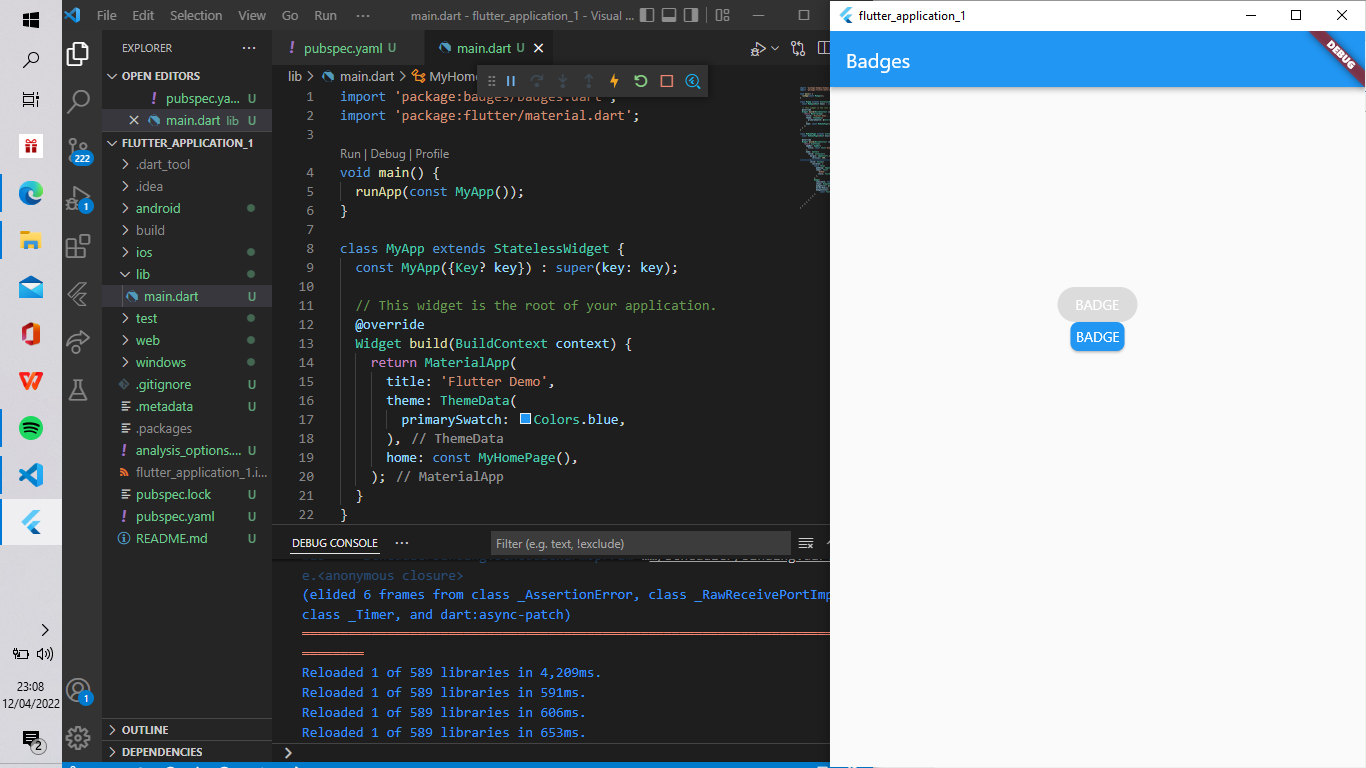 File Edit Selection View Go Run ··· main.dart - flutter_application_1 - Visual ...
EXPLORER
OPEN EDITORS
pubspec.ya... U
main.dart lib U
FLUTTER_APPLICATION_1
.dart_tool
.idea
android
build
ios
lib
main.dart U
test
web
windows
.gitignore U
.metadata U
.packages
analysis_options.... U
flutter_application_1.i...
pubspec.lock U
pubspec.yaml U
README.md U
OUTLINE
DEPENDENCIES
222
1
1
23:08
12/04/2022
2
pubspec.yaml U main.dart U
lib > main.dart > MyHom
1 import 'package:badges/badges.dart';
2 import 'package:flutter/material.dart';
3
Run | Debug | Profile
4 void main() {
5 runApp(const MyApp());
6 }
7
8 class MyApp extends StatelessWidget {
9 const MyApp({Key? key}) : super(key: key);
10
11 // This widget is the root of your application.
12 @override
13 Widget build(BuildContext context) {
14 return MaterialApp(
15 title: 'Flutter Demo',
16 theme: ThemeData(
17 primarySwatch: Colors.blue,
18 ), // ThemeData
19 home: const MyHomePage(),
20 ); // MaterialApp
21 }
22 }
DEBUG CONSOLE ··· Filter (e.g. text, !exclude)
e.<anonymous closure>
(elided 6 frames from class _AssertionError, class _RawReceivePortImp
class _Timer, and dart:async-patch)
Reloaded 1 of 589 libraries in 4,209ms.
Reloaded 1 of 589 libraries in 591ms.
Reloaded 1 of 589 libraries in 606ms.
Reloaded 1 of 589 libraries in 653ms.
flutter_application_1
Badges
DEBUG
BADGE
BADGE